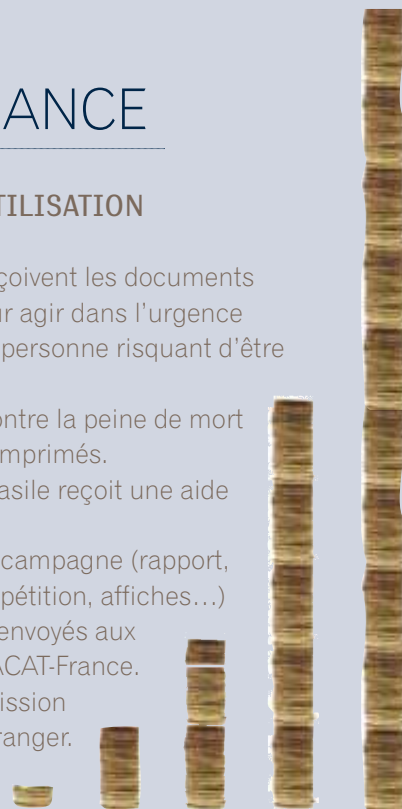 ANCE
TILISATION
çoivent les documents
ur agir dans l’urgence
personne risquant d’être
ontre la peine de mort
mprimés.
asile reçoit une aide
campagne (rapport,
pétition, affiches…)
envoyés aux
ACAT-France.
ission
ranger.